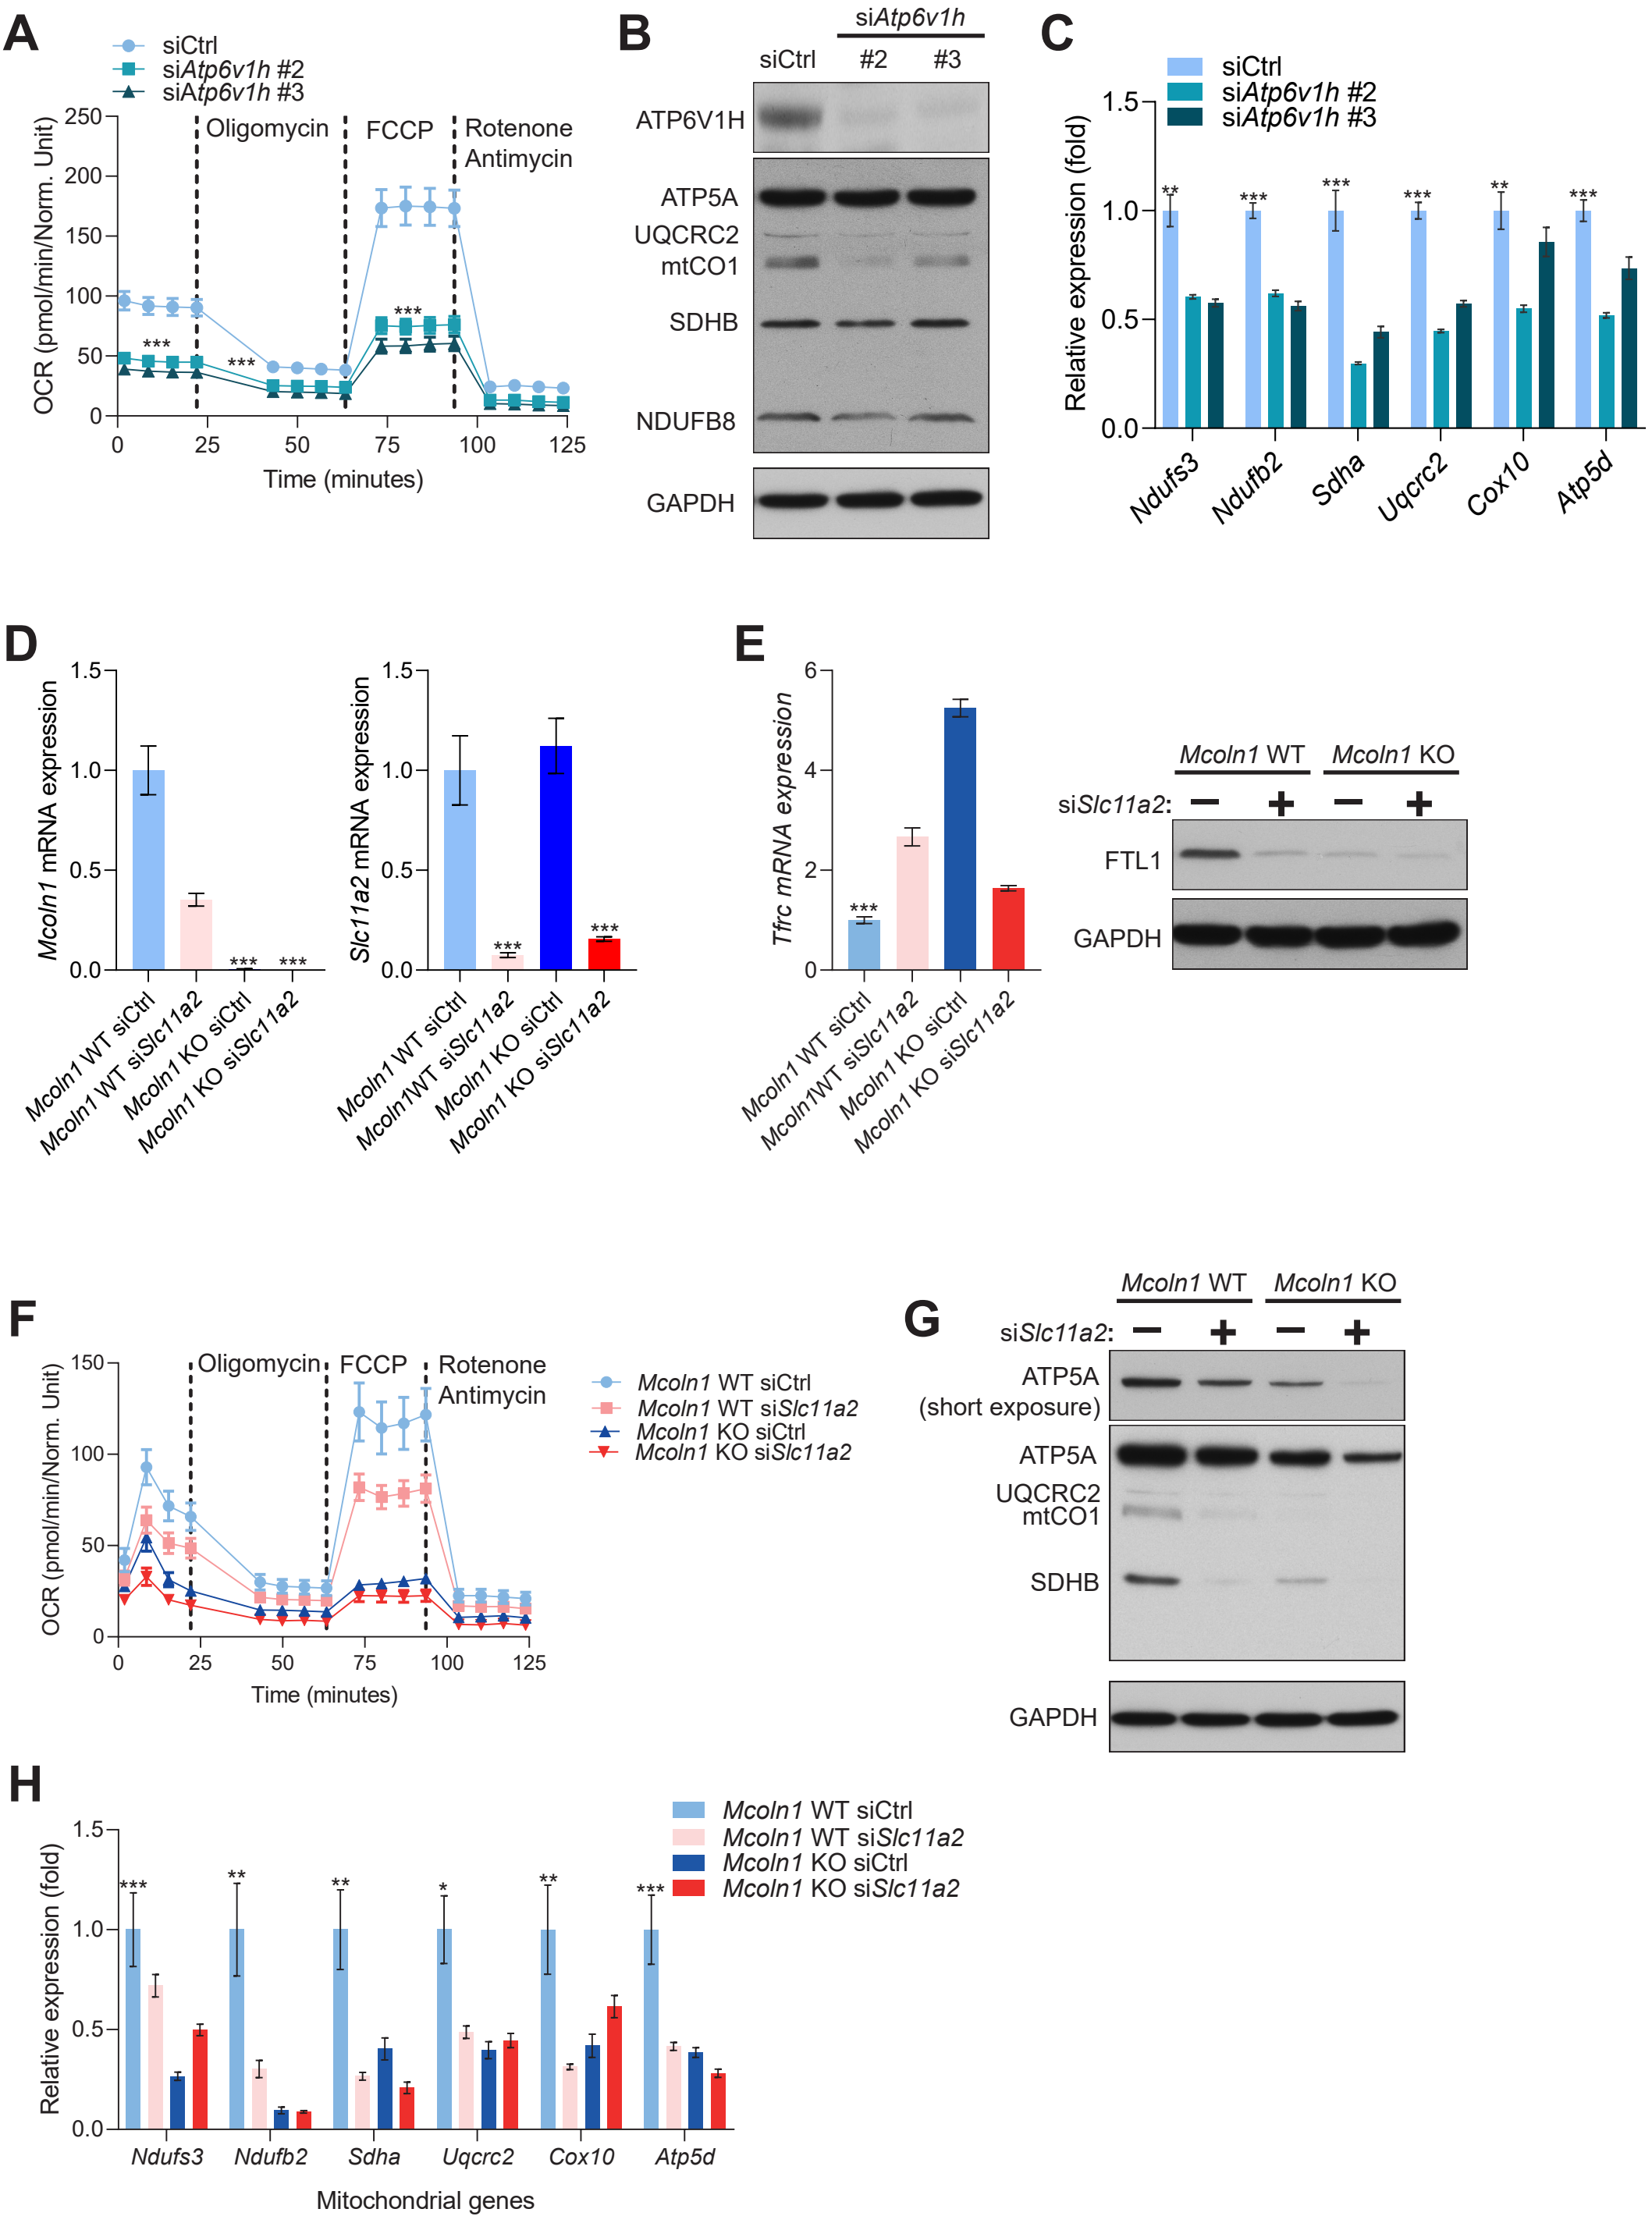 A
siCtrl
siAtp6v1h #2
siAtp6v1h #3
OCR (pmol/min/Norm. Unit)
250
200
150
100
50
0
Oligomycin
FCCP
Rotenone
Antimycin
***
***
***
0 25 50 75 100 125
Time (minutes)
B
siAtp6v1h
siCtrl #2 #3
ATP6V1H
ATP5A
UQCRC2
mtCO1
SDHB
NDUFB8
GAPDH
C
siCtrl
siAtp6v1h #2
siAtp6v1h #3
Relative expression (fold)
1.5
1.0
0.5
0.0
** *** *** *** ** ***
Ndufs3 Ndufb2 Sdha Uqcrc2 Cox10 Atp5d
D
Mcoln1 mRNA expression
1.5
1.0
0.5
0.0
*** ***
Mcoln1 WT siCtrl
Mcoln1 WT siSlc11a2
Mcoln1 KO siCtrl
Mcoln1 KO siSlc11a2
Slc11a2 mRNA expression
1.5
1.0
0.5
0.0
*** ***
Mcoln1 WT siCtrl
Mcoln1WT siSlc11a2
Mcoln1 KO siCtrl
Mcoln1 KO siSlc11a2
E
Tfrc mRNA expression
6
4
2
0
***
Mcoln1 WT siCtrl
Mcoln1WT siSlc11a2
Mcoln1 KO siCtrl
Mcoln1 KO siSlc11a2
Mcoln1 WT Mcoln1 KO
siSlc11a2: − + − +
FTL1
GAPDH
F
OCR (pmol/min/Norm. Unit)
150
100
50
0
Oligomycin
FCCP
Rotenone
Antimycin
0 25 50 75 100 125
Time (minutes)
Mcoln1 WT siCtrl
Mcoln1 WT siSlc11a2
Mcoln1 KO siCtrl
Mcoln1 KO siSlc11a2
G
Mcoln1 WT Mcoln1 KO
siSlc11a2: − + − +
ATP5A
(short exposure)
ATP5A
UQCRC2
mtCO1
SDHB
GAPDH
H
Mcoln1 WT siCtrl
Mcoln1 WT siSlc11a2
Mcoln1 KO siCtrl
Mcoln1 KO siSlc11a2
Relative expression (fold)
1.5
1.0
0.5
0.0
*** ** ** * ** ***
Ndufs3 Ndufb2 Sdha Uqcrc2 Cox10 Atp5d
Mitochondrial genes